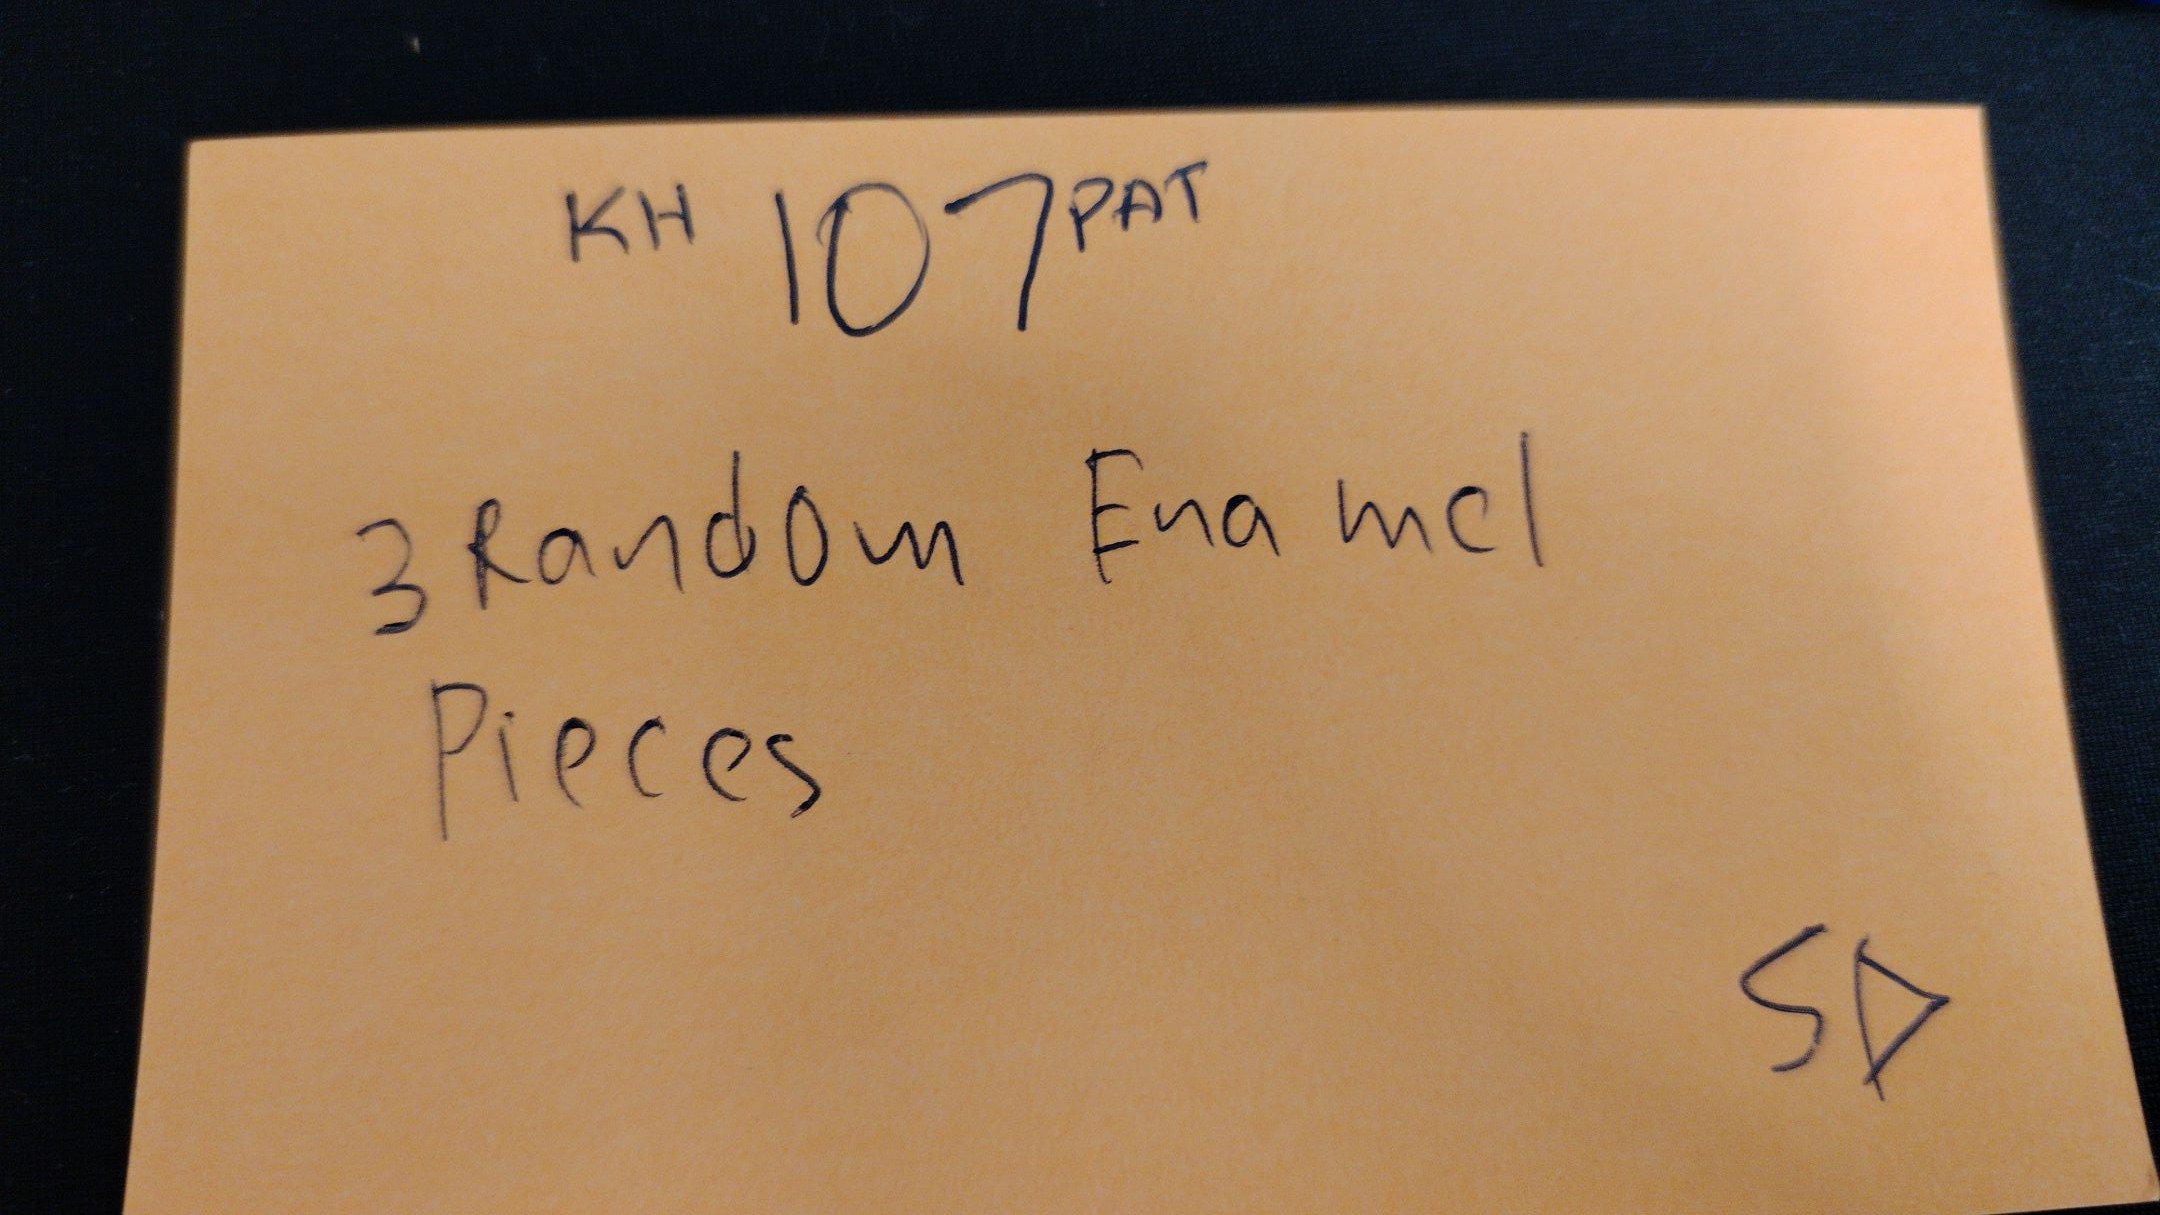 KH 107 PAT
3 Random Enamel
Pieces
SD